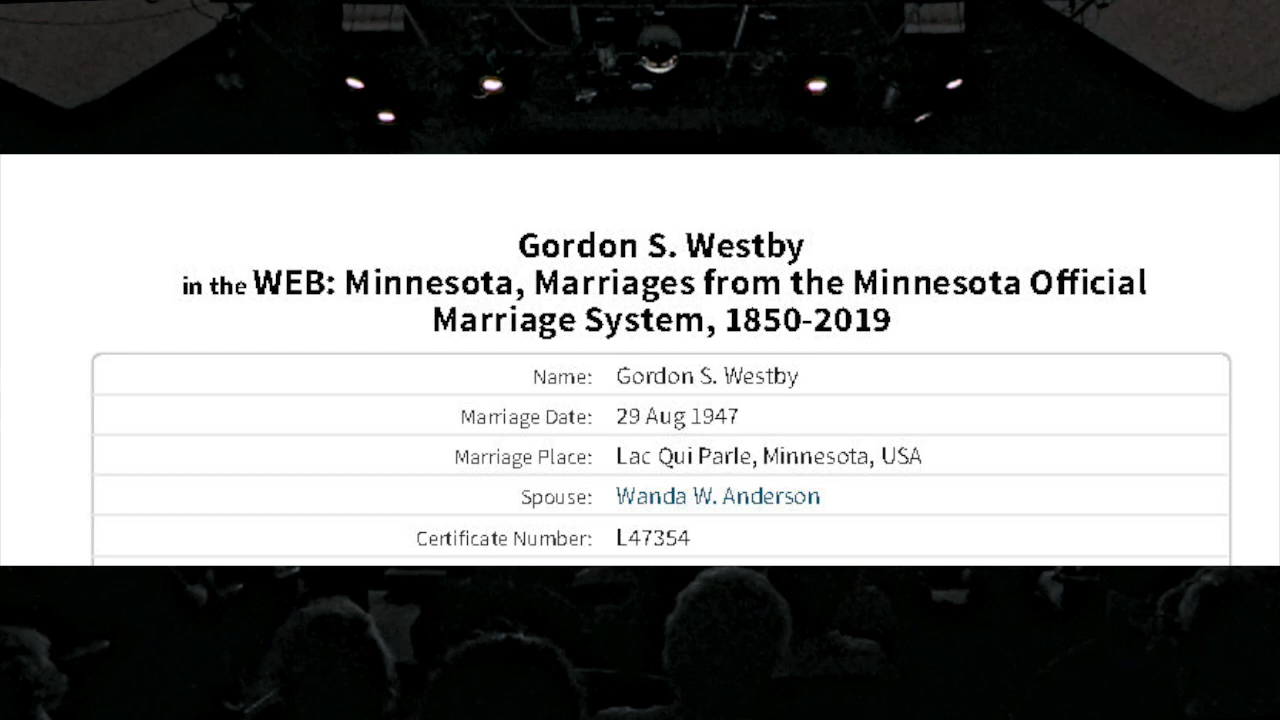 Gordon S. Westby
in the WEB: Minnesota, Marriages from the Minnesota Official
Marriage System, 1850-2019
Name: Gordon S. Westby
Marriage Date: 29 Aug 1947
Marriage Place: Lac Qui Parle, Minnesota, USA
Spouse: Wanda W. Anderson
Certificate Number: L47354